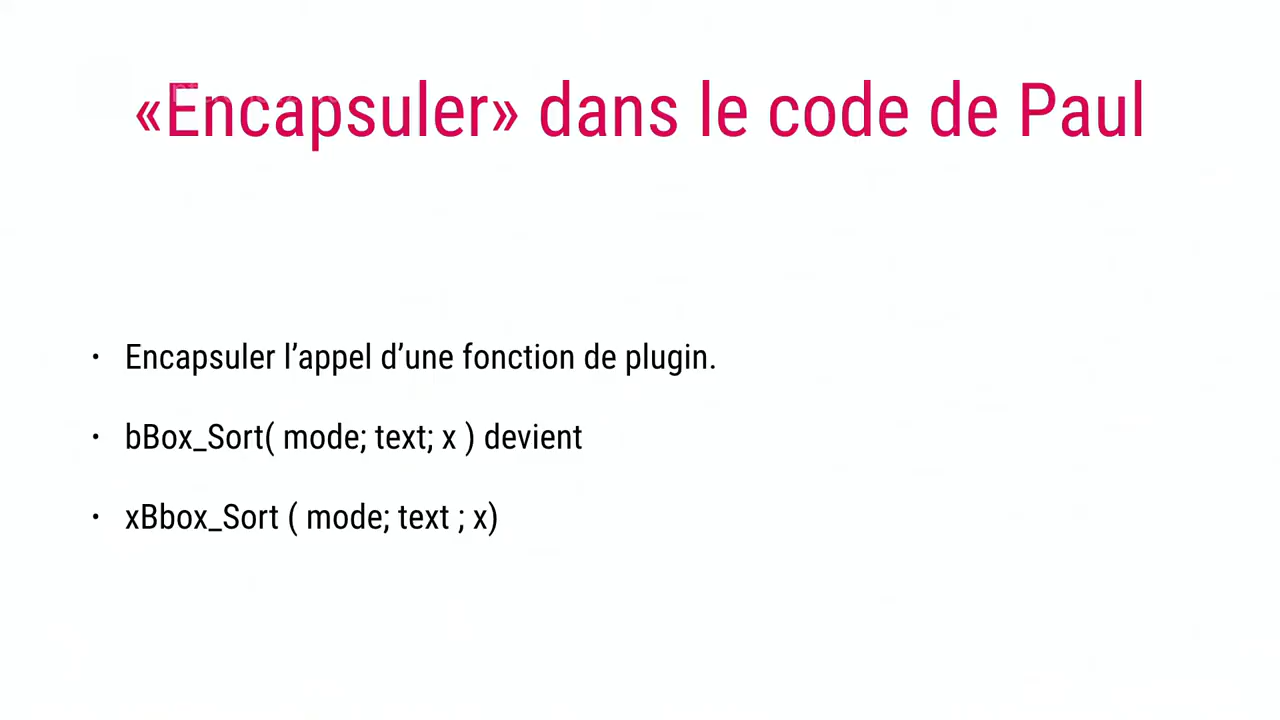 «Encapsuler» dans le code de Paul
• Encapsuler l’appel d’une fonction de plugin.
• bBox_Sort( mode; text; x ) devient
• xBbox_Sort ( mode; text ; x)